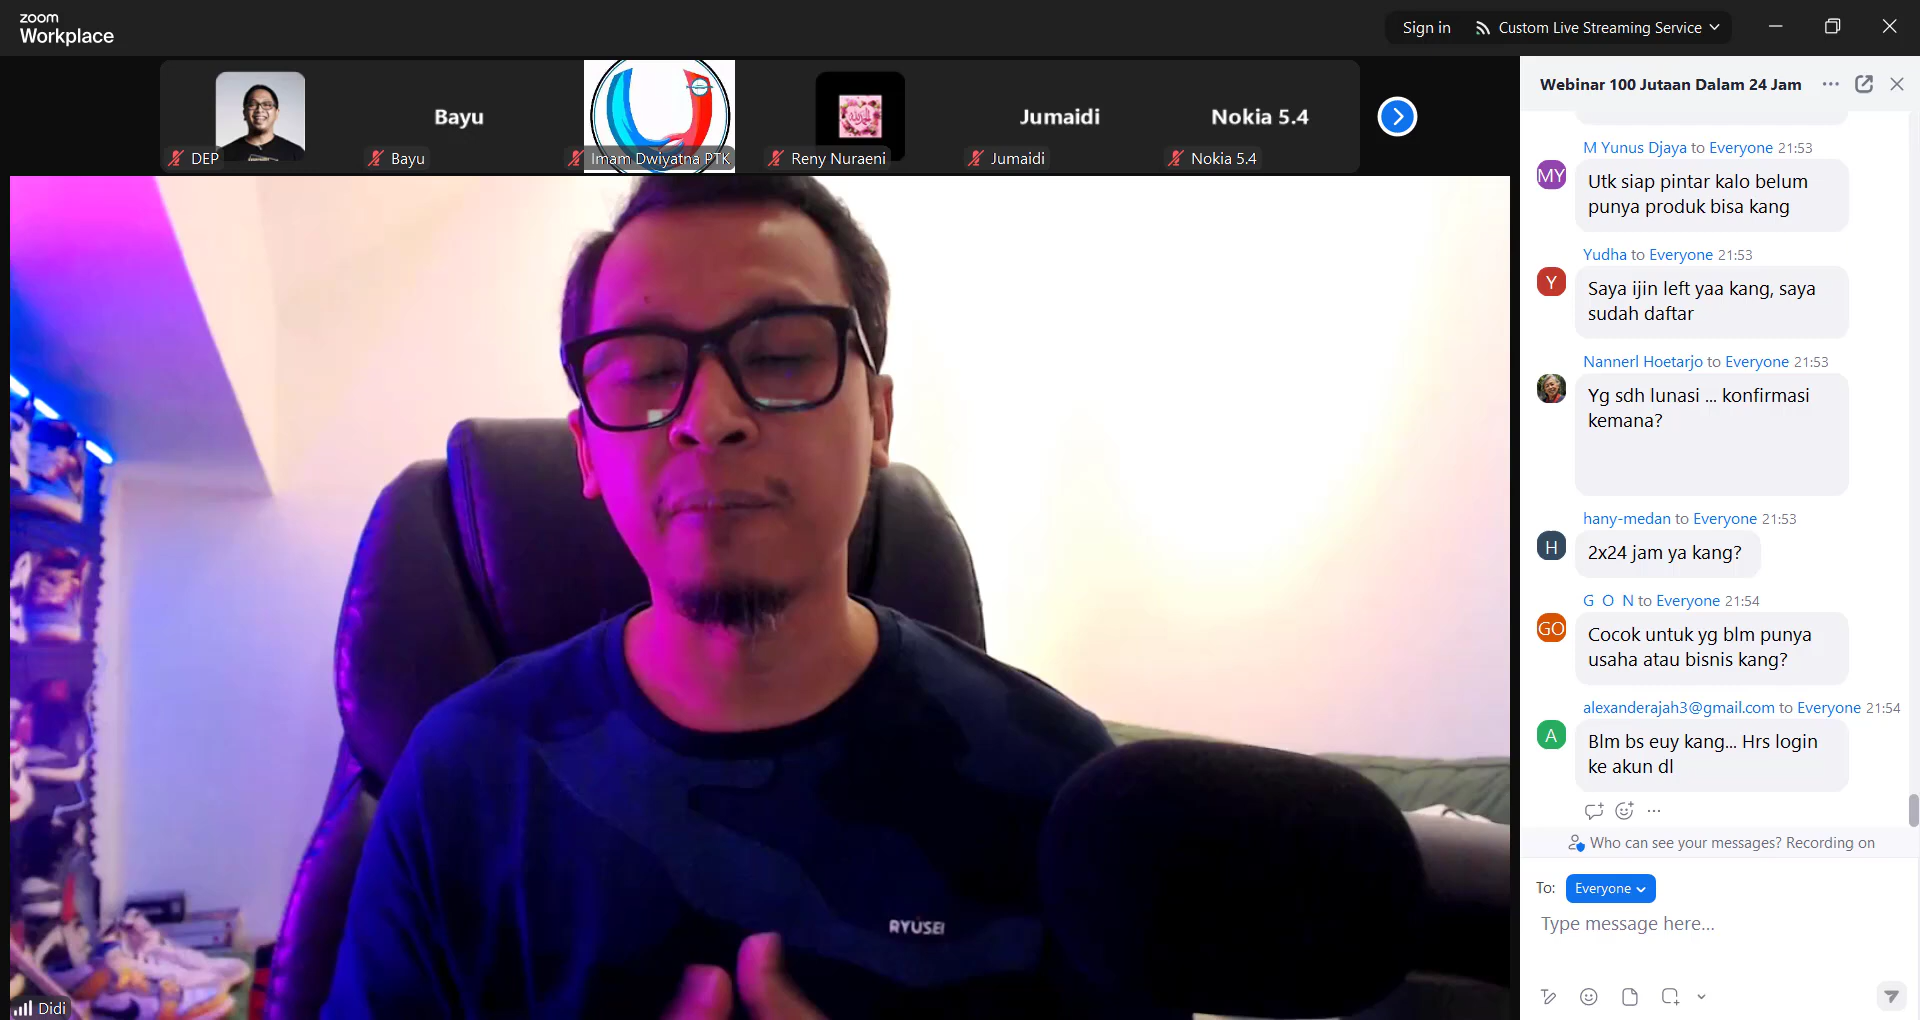 zoom
Workplace
Sign in
Custom Live Streaming Service
Bayu
Jumaidi
Nokia 5.4
DEP
Bayu
Imam Dwiyatna PTK
Reny Nuraeni
Jumaidi
Nokia 5.4
RYUSEI
Didi
Webinar 100 Jutaan Dalam 24 Jam
M Yunus Djaya to Everyone 21:53
MY
Utk siap pintar kalo belum
punya produk bisa kang
Yudha to Everyone 21:53
Y
Saya ijin left yaa kang, saya
sudah daftar
Nannerl Hoetarjo to Everyone 21:53
Yg sdh lunasi ... konfirmasi
kemana?
hany-medan to Everyone 21:53
H
2x24 jam ya kang?
G O N to Everyone 21:54
GO
Cocok untuk yg blm punya
usaha atau bisnis kang?
alexanderajah3@gmail.com to Everyone 21:54
A
Blm bs euy kang... Hrs login
ke akun dl
Who can see your messages? Recording on
To: Everyone
Type message here...